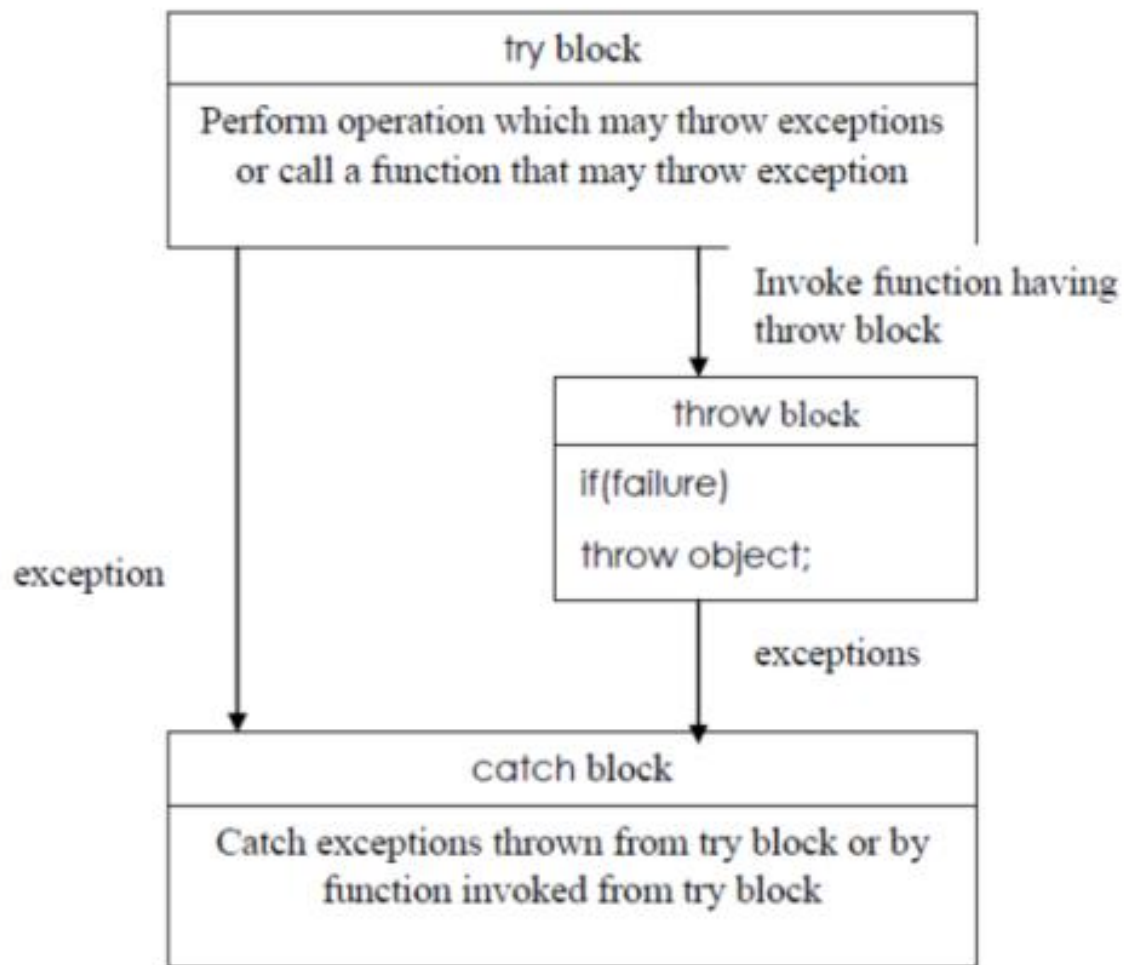 try block
Perform operation which may throw exceptions
or call a function that may throw exception
Invoke function having
throw block
throw block
if(failure)
throw object;
exception
exceptions
catch block
Catch exceptions thrown from try block or by
function invoked from try block